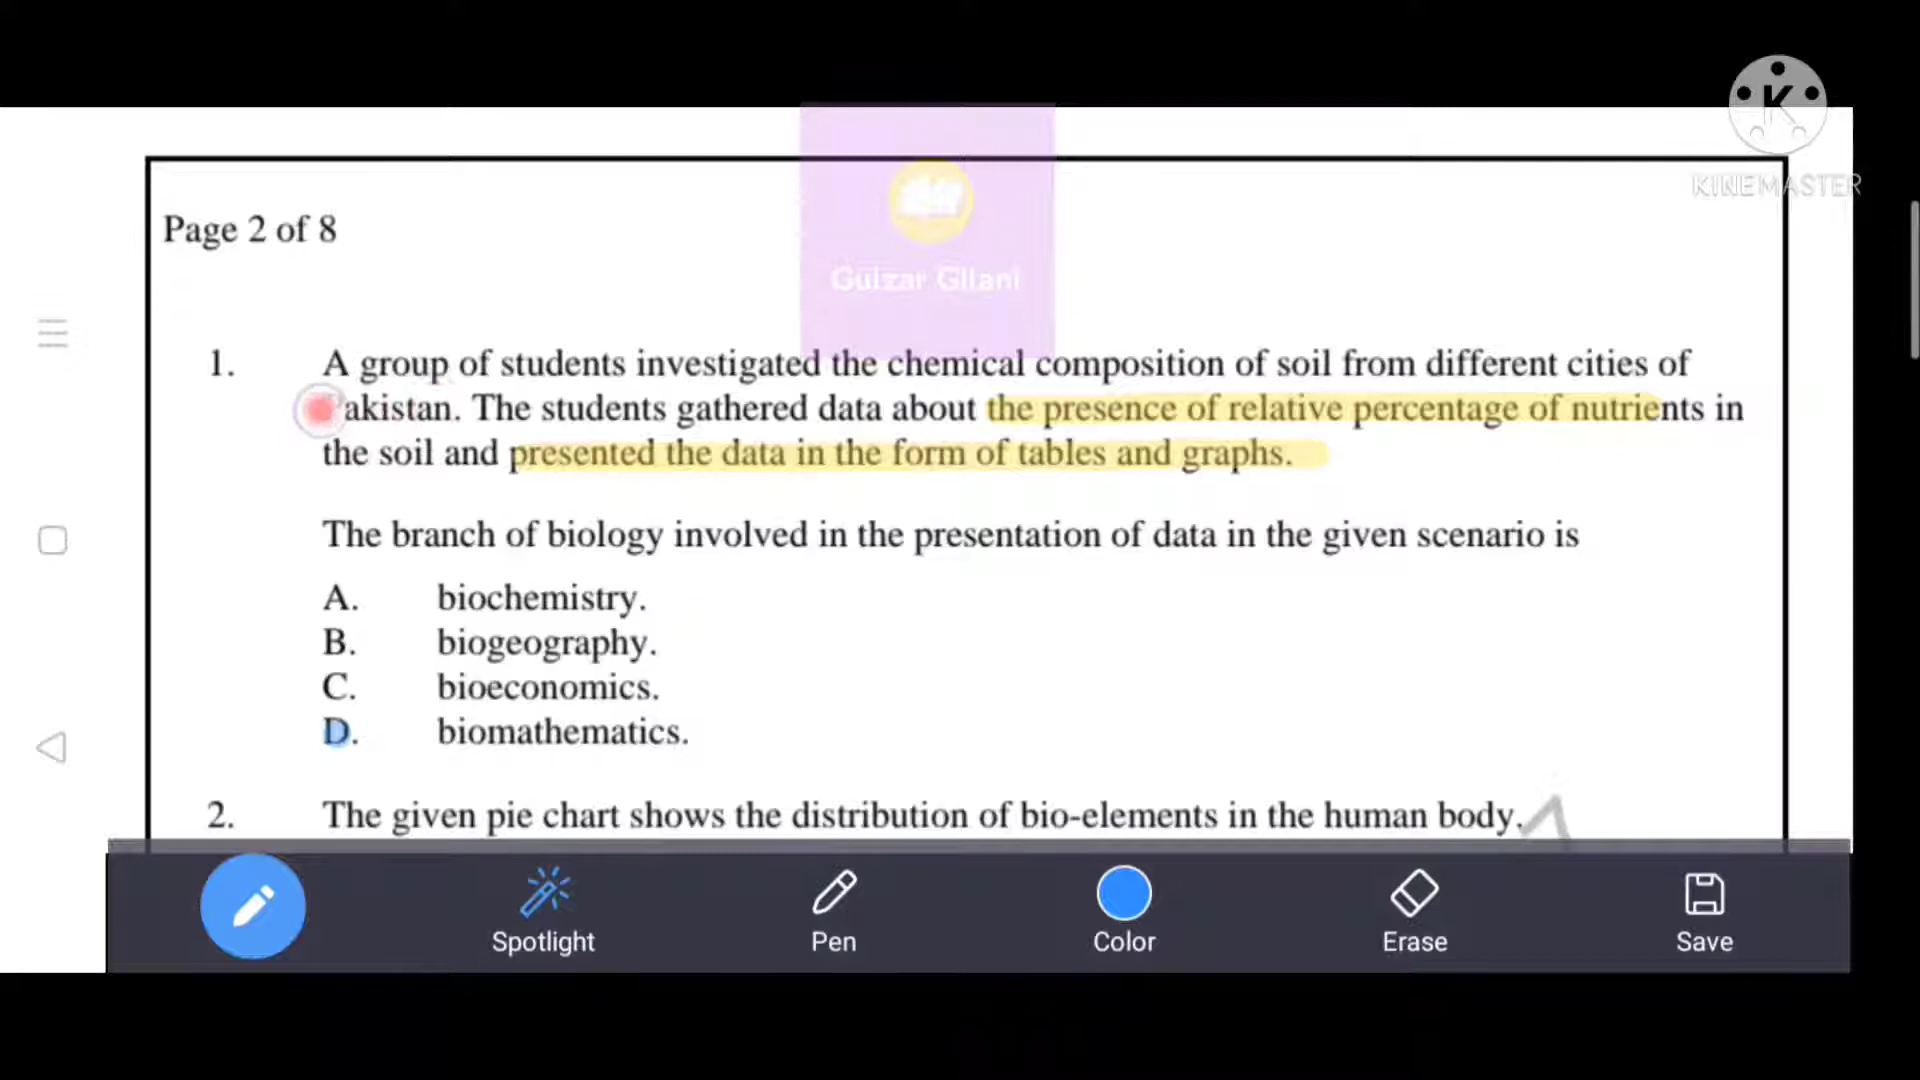 KINEMASTER
Page 2 of 8
Gulzar Gilani
1. A group of students investigated the chemical composition of soil from different cities of
akistan. The students gathered data about the presence of relative percentage of nutrients in
the soil and presented the data in the form of tables and graphs.
The branch of biology involved in the presentation of data in the given scenario is
A. biochemistry.
B. biogeography.
C. bioeconomics.
D. biomathematics.
2. The given pie chart shows the distribution of bio-elements in the human body.
Spotlight Pen Color Erase Save